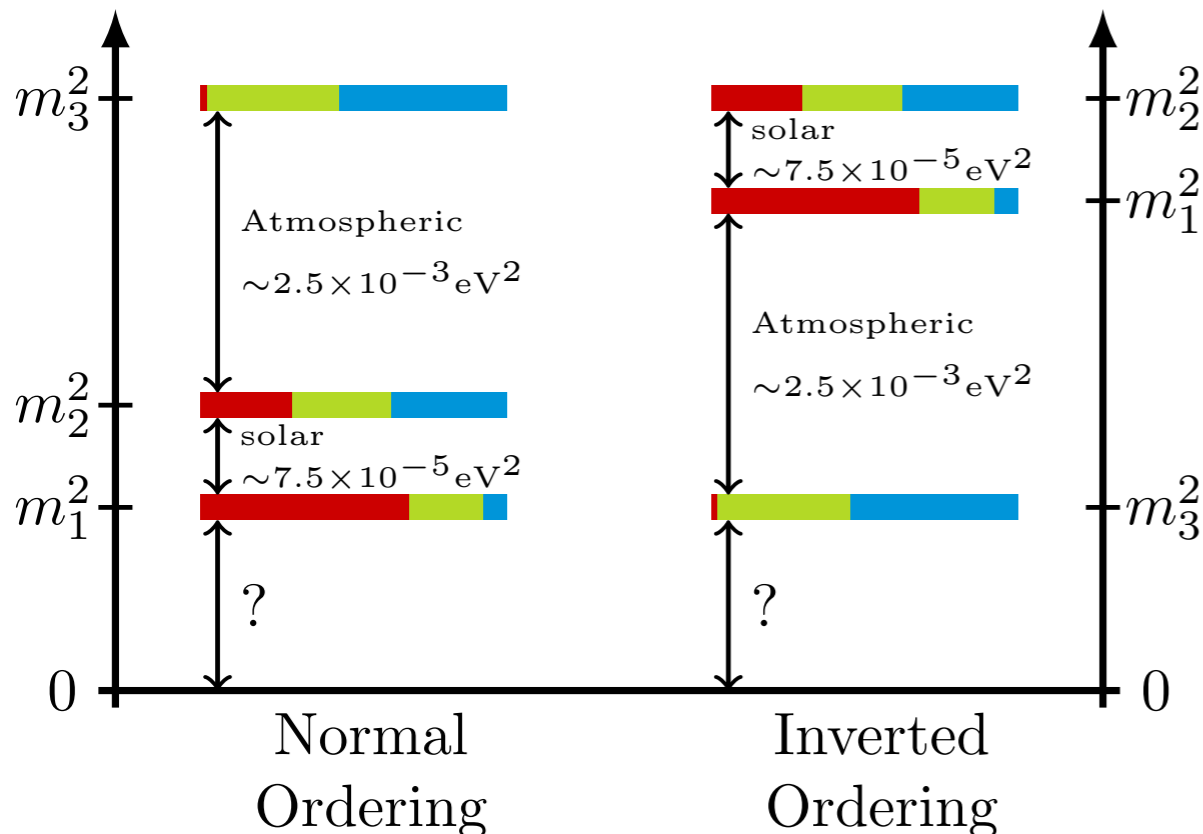 m₃²
m₂²
m₁²
0
Atmospheric
~2.5×10⁻³eV²
solar
~7.5×10⁻⁵eV²
?
Normal
Ordering
solar
~7.5×10⁻⁵eV²
Atmospheric
~2.5×10⁻³eV²
?
Inverted
Ordering
m₂²
m₁²
m₃²
0